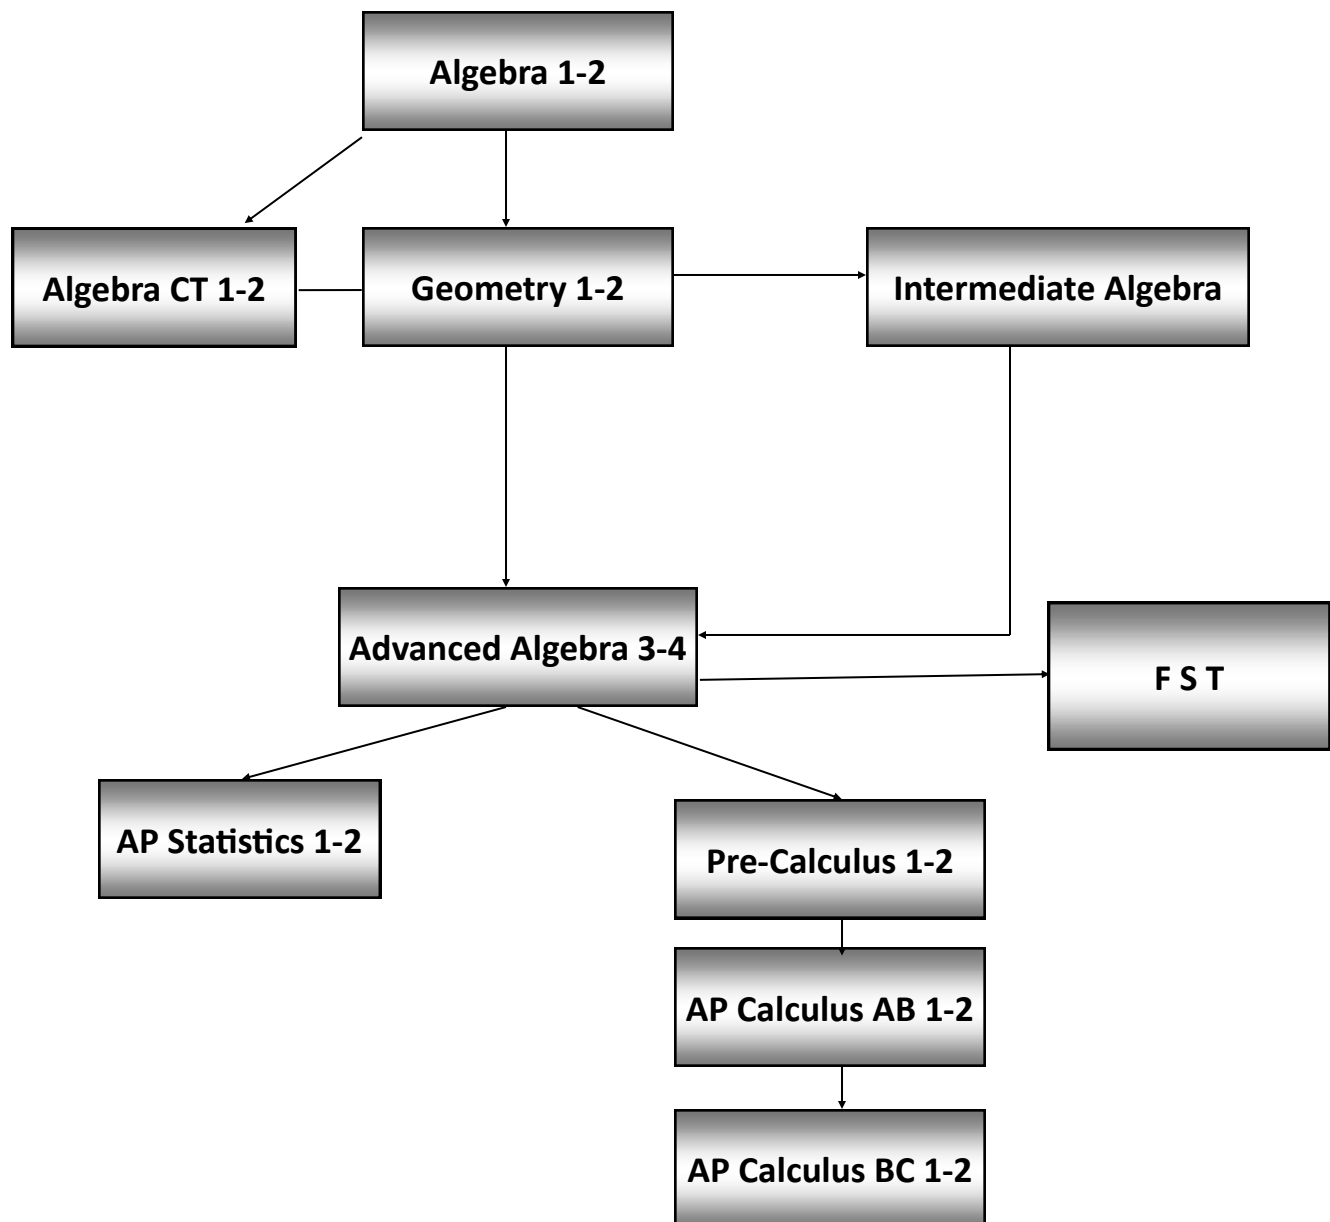 Algebra 1-2
Algebra CT 1-2
Geometry 1-2
Intermediate Algebra
Advanced Algebra 3-4
F S T
AP Statistics 1-2
Pre-Calculus 1-2
AP Calculus AB 1-2
AP Calculus BC 1-2